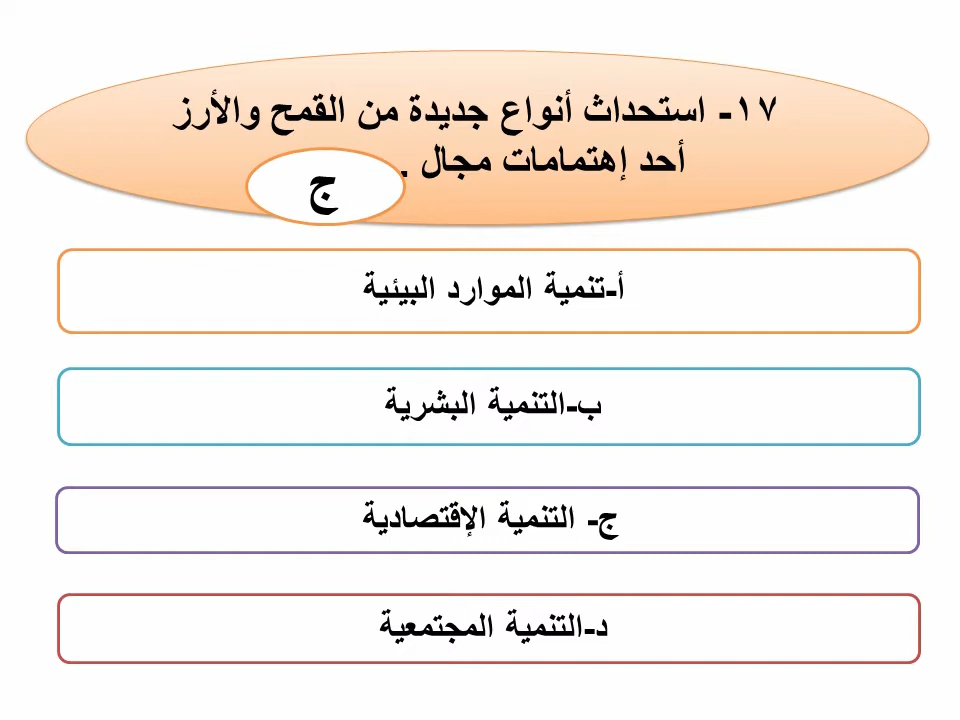 ١٧- استحداث أنواع جديدة من القمح والأرز
أحد إهتمامات مجال .
ج
أ-تنمية الموارد البيئية
ب-التنمية البشرية
ج- التنمية الإقتصادية
د-التنمية المجتمعية